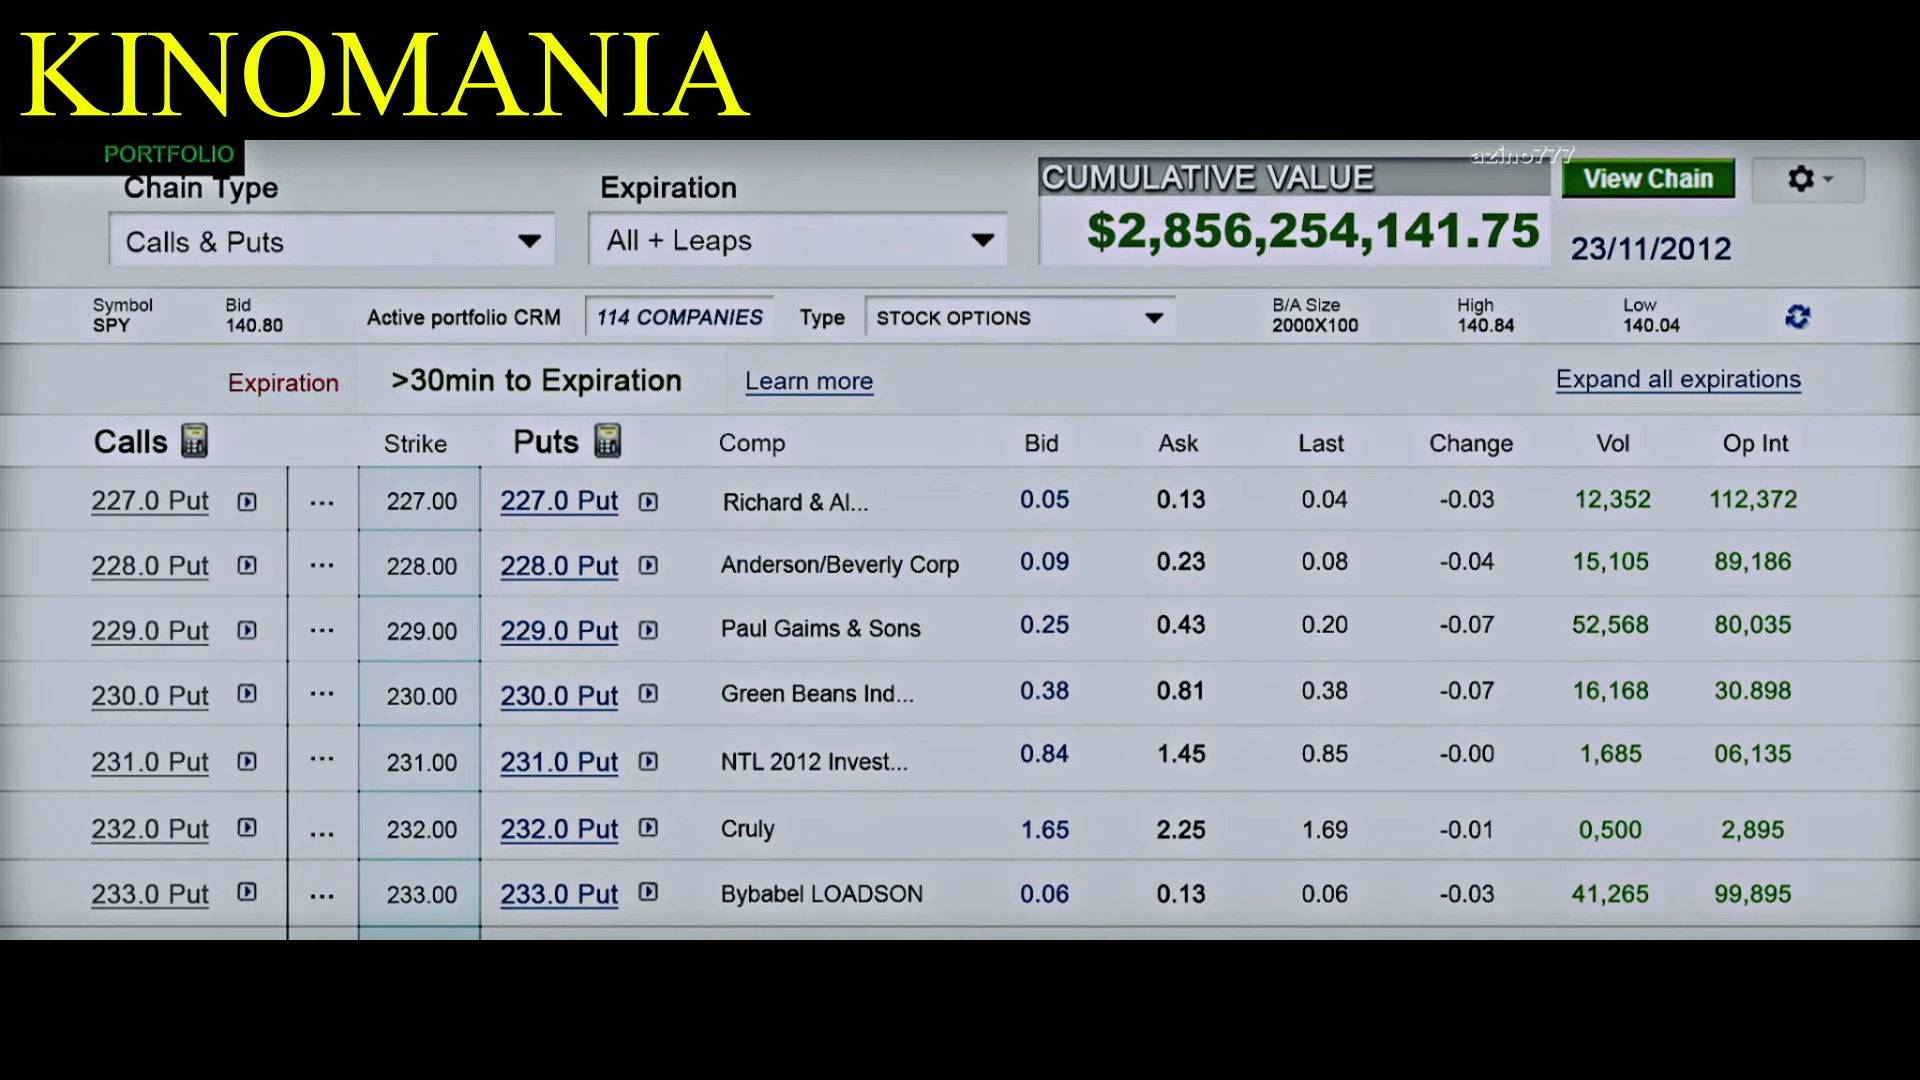 KINOMANIA
PORTFOLIO
azino777
Chain Type Expiration CUMULATIVE VALUE View Chain
Calls & Puts All + Leaps $2,856,254,141.75 23/11/2012
Symbol Bid B/A Size High Low
SPY 140.80 Active portfolio CRM 114 COMPANIES Type STOCK OPTIONS 2000X100 140.84 140.04
Expiration >30min to Expiration Learn more Expand all expirations
Calls Strike Puts Comp Bid Ask Last Change Vol Op Int
227.0 Put ... 227.00 227.0 Put Richard & Al... 0.05 0.13 0.04 -0.03 12,352 112,372
228.0 Put ... 228.00 228.0 Put Anderson/Beverly Corp 0.09 0.23 0.08 -0.04 15,105 89,186
229.0 Put ... 229.00 229.0 Put Paul Gaims & Sons 0.25 0.43 0.20 -0.07 52,568 80,035
230.0 Put ... 230.00 230.0 Put Green Beans Ind... 0.38 0.81 0.38 -0.07 16,168 30.898
231.0 Put ... 231.00 231.0 Put NTL 2012 Invest... 0.84 1.45 0.85 -0.00 1,685 06,135
232.0 Put ... 232.00 232.0 Put Cruly 1.65 2.25 1.69 -0.01 0,500 2,895
233.0 Put ... 233.00 233.0 Put Bybabel LOADSON 0.06 0.13 0.06 -0.03 41,265 99,895